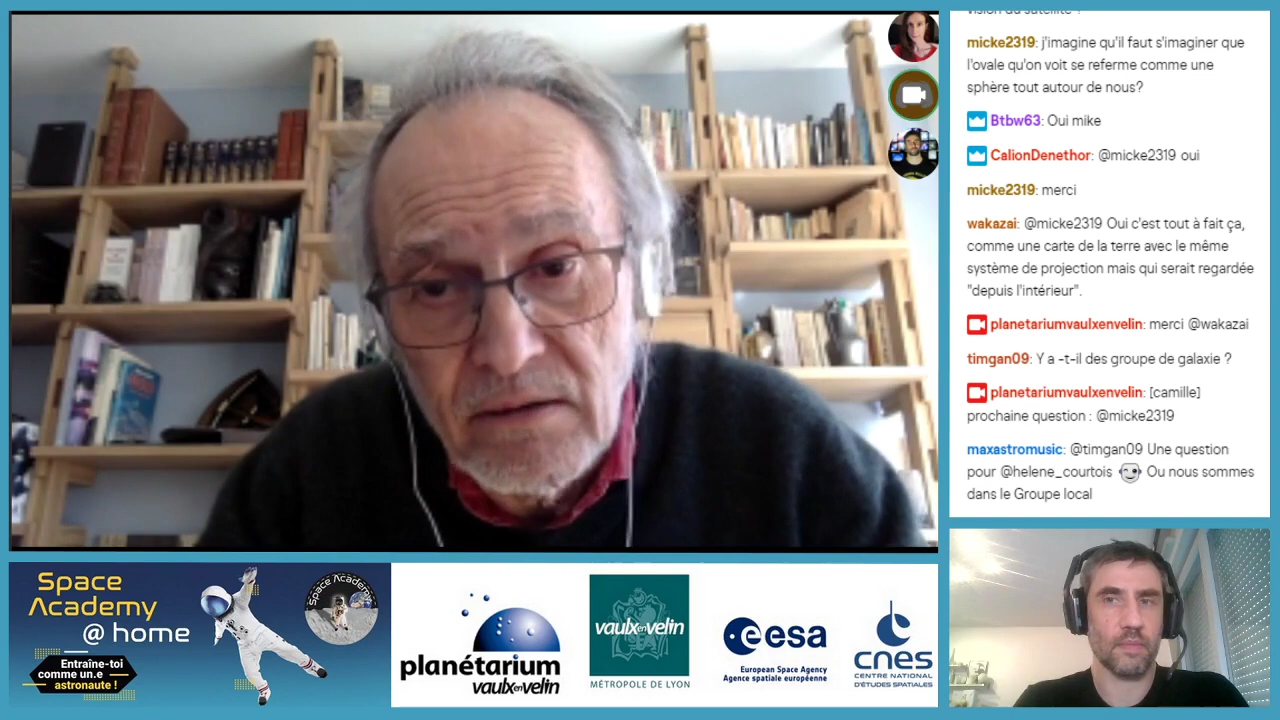 micke2319: j'imagine qu'il faut s'imaginer que
l'ovale qu'on voit se referme comme une
sphère tout autour de nous?
Btbw63: Oui mike
CalionDenethor: @micke2319 oui
micke2319: merci
wakazai: @micke2319 Oui c'est tout à fait ça,
comme une carte de la terre avec le même
système de projection mais qui serait regardée
"depuis l'intérieur".
planetariumvaulxenvelin: merci @wakazai
timgan09: Y a -t-il des groupe de galaxie ?
planetariumvaulxenvelin: [camille]
prochaine question : @micke2319
maxastromusic: @timgan09 Une question
pour @helene_courtois Ou nous sommes
dans le Groupe local
Space
Academy
@ home
Entraîne-toi
comme un.e
astronaute !
Space Academy
planétarium
vaulx en velin
vaulx en velin
MÉTROPOLE DE LYON
esa
European Space Agency
Agence spatiale européenne
cnes
CENTRE NATIONAL
D'ÉTUDES SPATIALES